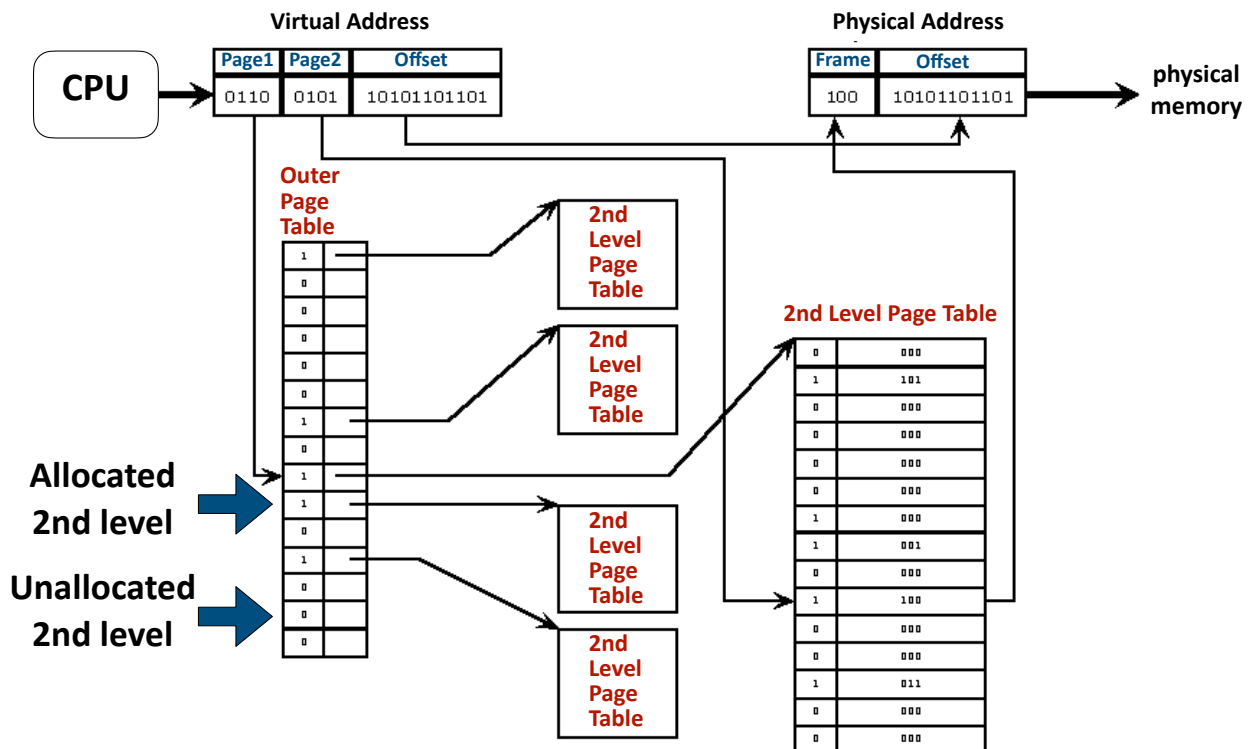 Virtual Address
Physical Address
CPU
Page1 Page2 Offset
0110 0101 10101101101
Frame Offset
100 10101101101
physical
memory
Outer
Page
Table
1
0
0
0
0
0
1
0
1
1
0
1
0
0
0
2nd
Level
Page
Table
2nd
Level
Page
Table
2nd
Level
Page
Table
2nd
Level
Page
Table
Allocated
2nd level
Unallocated
2nd level
2nd Level Page Table
0 000
1 101
0 000
0 000
0 000
0 000
1 000
1 001
0 000
1 100
0 000
0 000
1 011
0 000
0 000